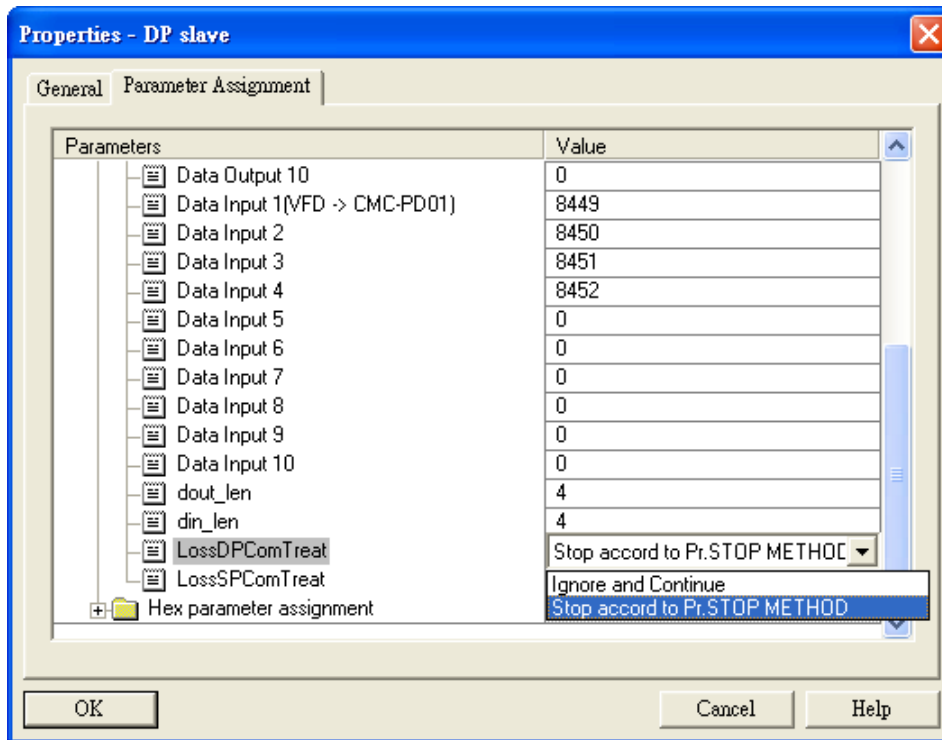 Properties - DP slave
General Parameter Assignment
Parameters Value
Data Output 10 0
Data Input 1(VFD -> CMC-PD01) 8449
Data Input 2 8450
Data Input 3 8451
Data Input 4 8452
Data Input 5 0
Data Input 6 0
Data Input 7 0
Data Input 8 0
Data Input 9 0
Data Input 10 0
dout_len 4
din_len 4
LossDPComTreat Stop accord to Pr.STOP METHOD
LossSPComTreat Ignore and Continue
Hex parameter assignment Stop accord to Pr.STOP METHOD
OK Cancel Help